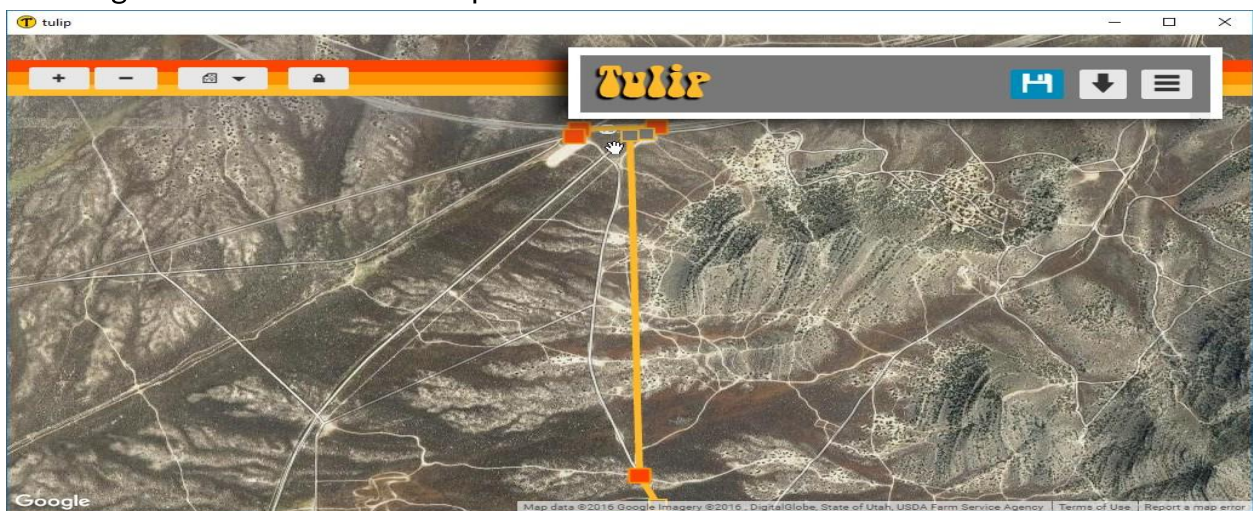 tulip
Tulip
Google
Map data ©2016 Google Imagery ©2016 , DigitalGlobe, State of Utah, USDA Farm Service Agency
Terms of Use
Report a map error